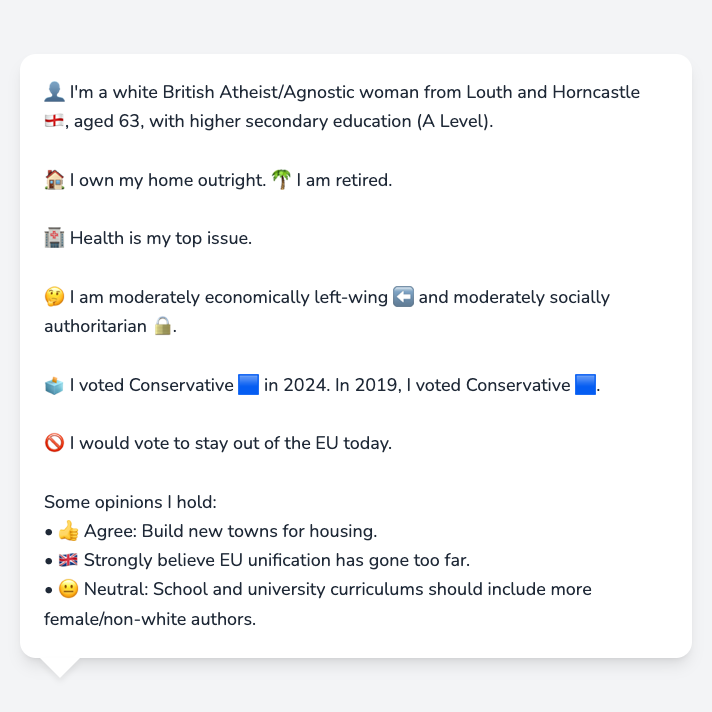 👤 I'm a white British Atheist/Agnostic woman from Louth and Horncastle
🏴󠁧󠁢󠁥󠁮󠁧󠁿, aged 63, with higher secondary education (A Level).
🏠 I own my home outright. 🌴 I am retired.
🏥 Health is my top issue.
🤔 I am moderately economically left-wing ⬅️ and moderately socially
authoritarian 🔒.
🗳️ I voted Conservative 🟦 in 2024. In 2019, I voted Conservative 🟦.
🚫 I would vote to stay out of the EU today.
Some opinions I hold:
• 👍 Agree: Build new towns for housing.
• 🇬🇧 Strongly believe EU unification has gone too far.
• 😐 Neutral: School and university curriculums should include more
female/non-white authors.